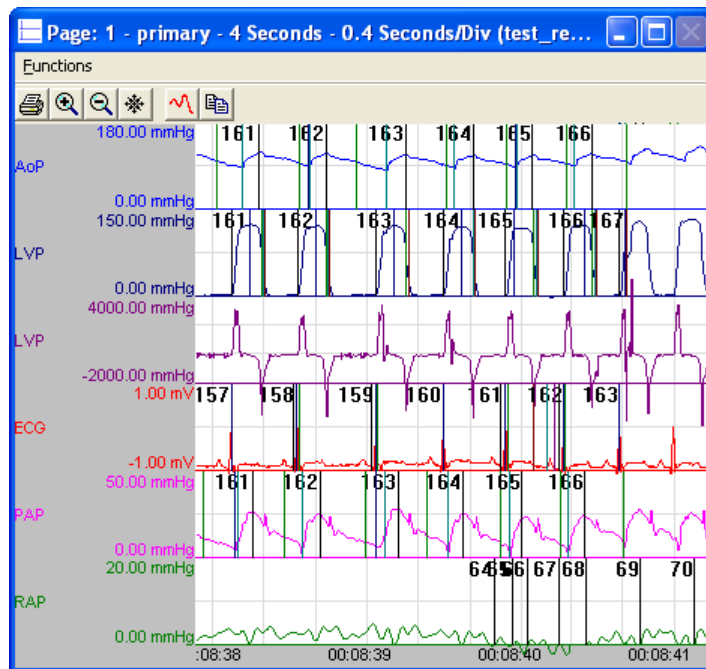 Page: 1 - primary - 4 Seconds - 0.4 Seconds/Div (test_re...
Functions
180.00 mmHg
161 162 163 164 165 166
AoP
0.00 mmHg
150.00 mmHg
161 162 163 164 165 166 167
LVP
0.00 mmHg
4000.00 mmHg
LVP
-2000.00 mmHg
1.00 mV
157 158 159 160 161 162 163
ECG
-1.00 mV
50.00 mmHg
161 162 163 164 165 166
PAP
0.00 mmHg
20.00 mmHg
64 65 66 67 68 69 70
RAP
0.00 mmHg
:08:38 00:08:39 00:08:40 00:08:41